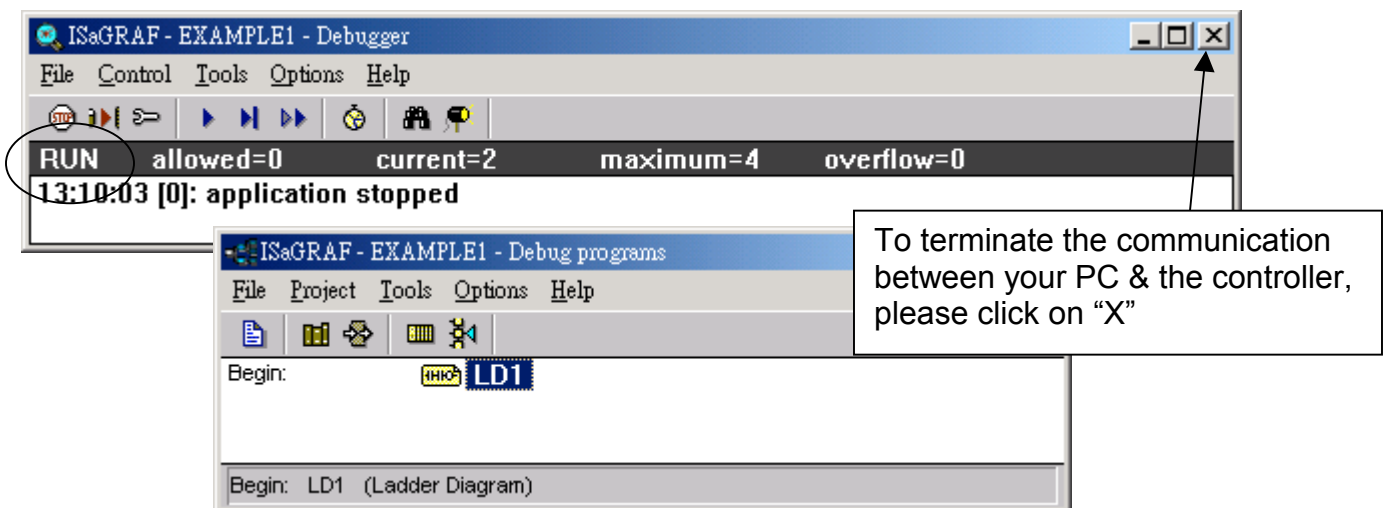 ISaGRAF - EXAMPLE1 - Debugger
File Control Tools Options Help
STOP
RUN allowed=0 current=2 maximum=4 overflow=0
13:10:03 [0]: application stopped
To terminate the communication
between your PC & the controller,
please click on “X”
ISaGRAF - EXAMPLE1 - Debug programs
File Project Tools Options Help
Begin: LD1
Begin: LD1 (Ladder Diagram)